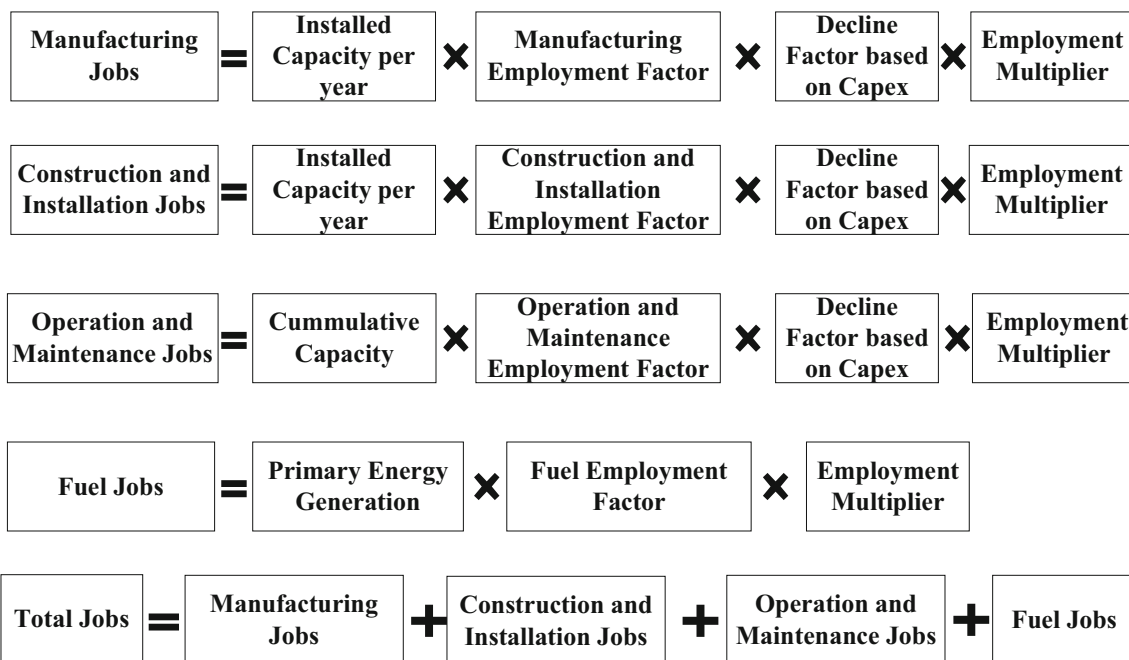 Manufacturing Jobs = Installed Capacity per year × Manufacturing Employment Factor × Decline Factor based on Capex × Employment Multiplier
Construction and Installation Jobs = Installed Capacity per year × Construction and Installation Employment Factor × Decline Factor based on Capex × Employment Multiplier
Operation and Maintenance Jobs = Cummulative Capacity × Operation and Maintenance Employment Factor × Decline Factor based on Capex × Employment Multiplier
Fuel Jobs = Primary Energy Generation × Fuel Employment Factor × Employment Multiplier
Total Jobs = Manufacturing Jobs + Construction and Installation Jobs + Operation and Maintenance Jobs + Fuel Jobs